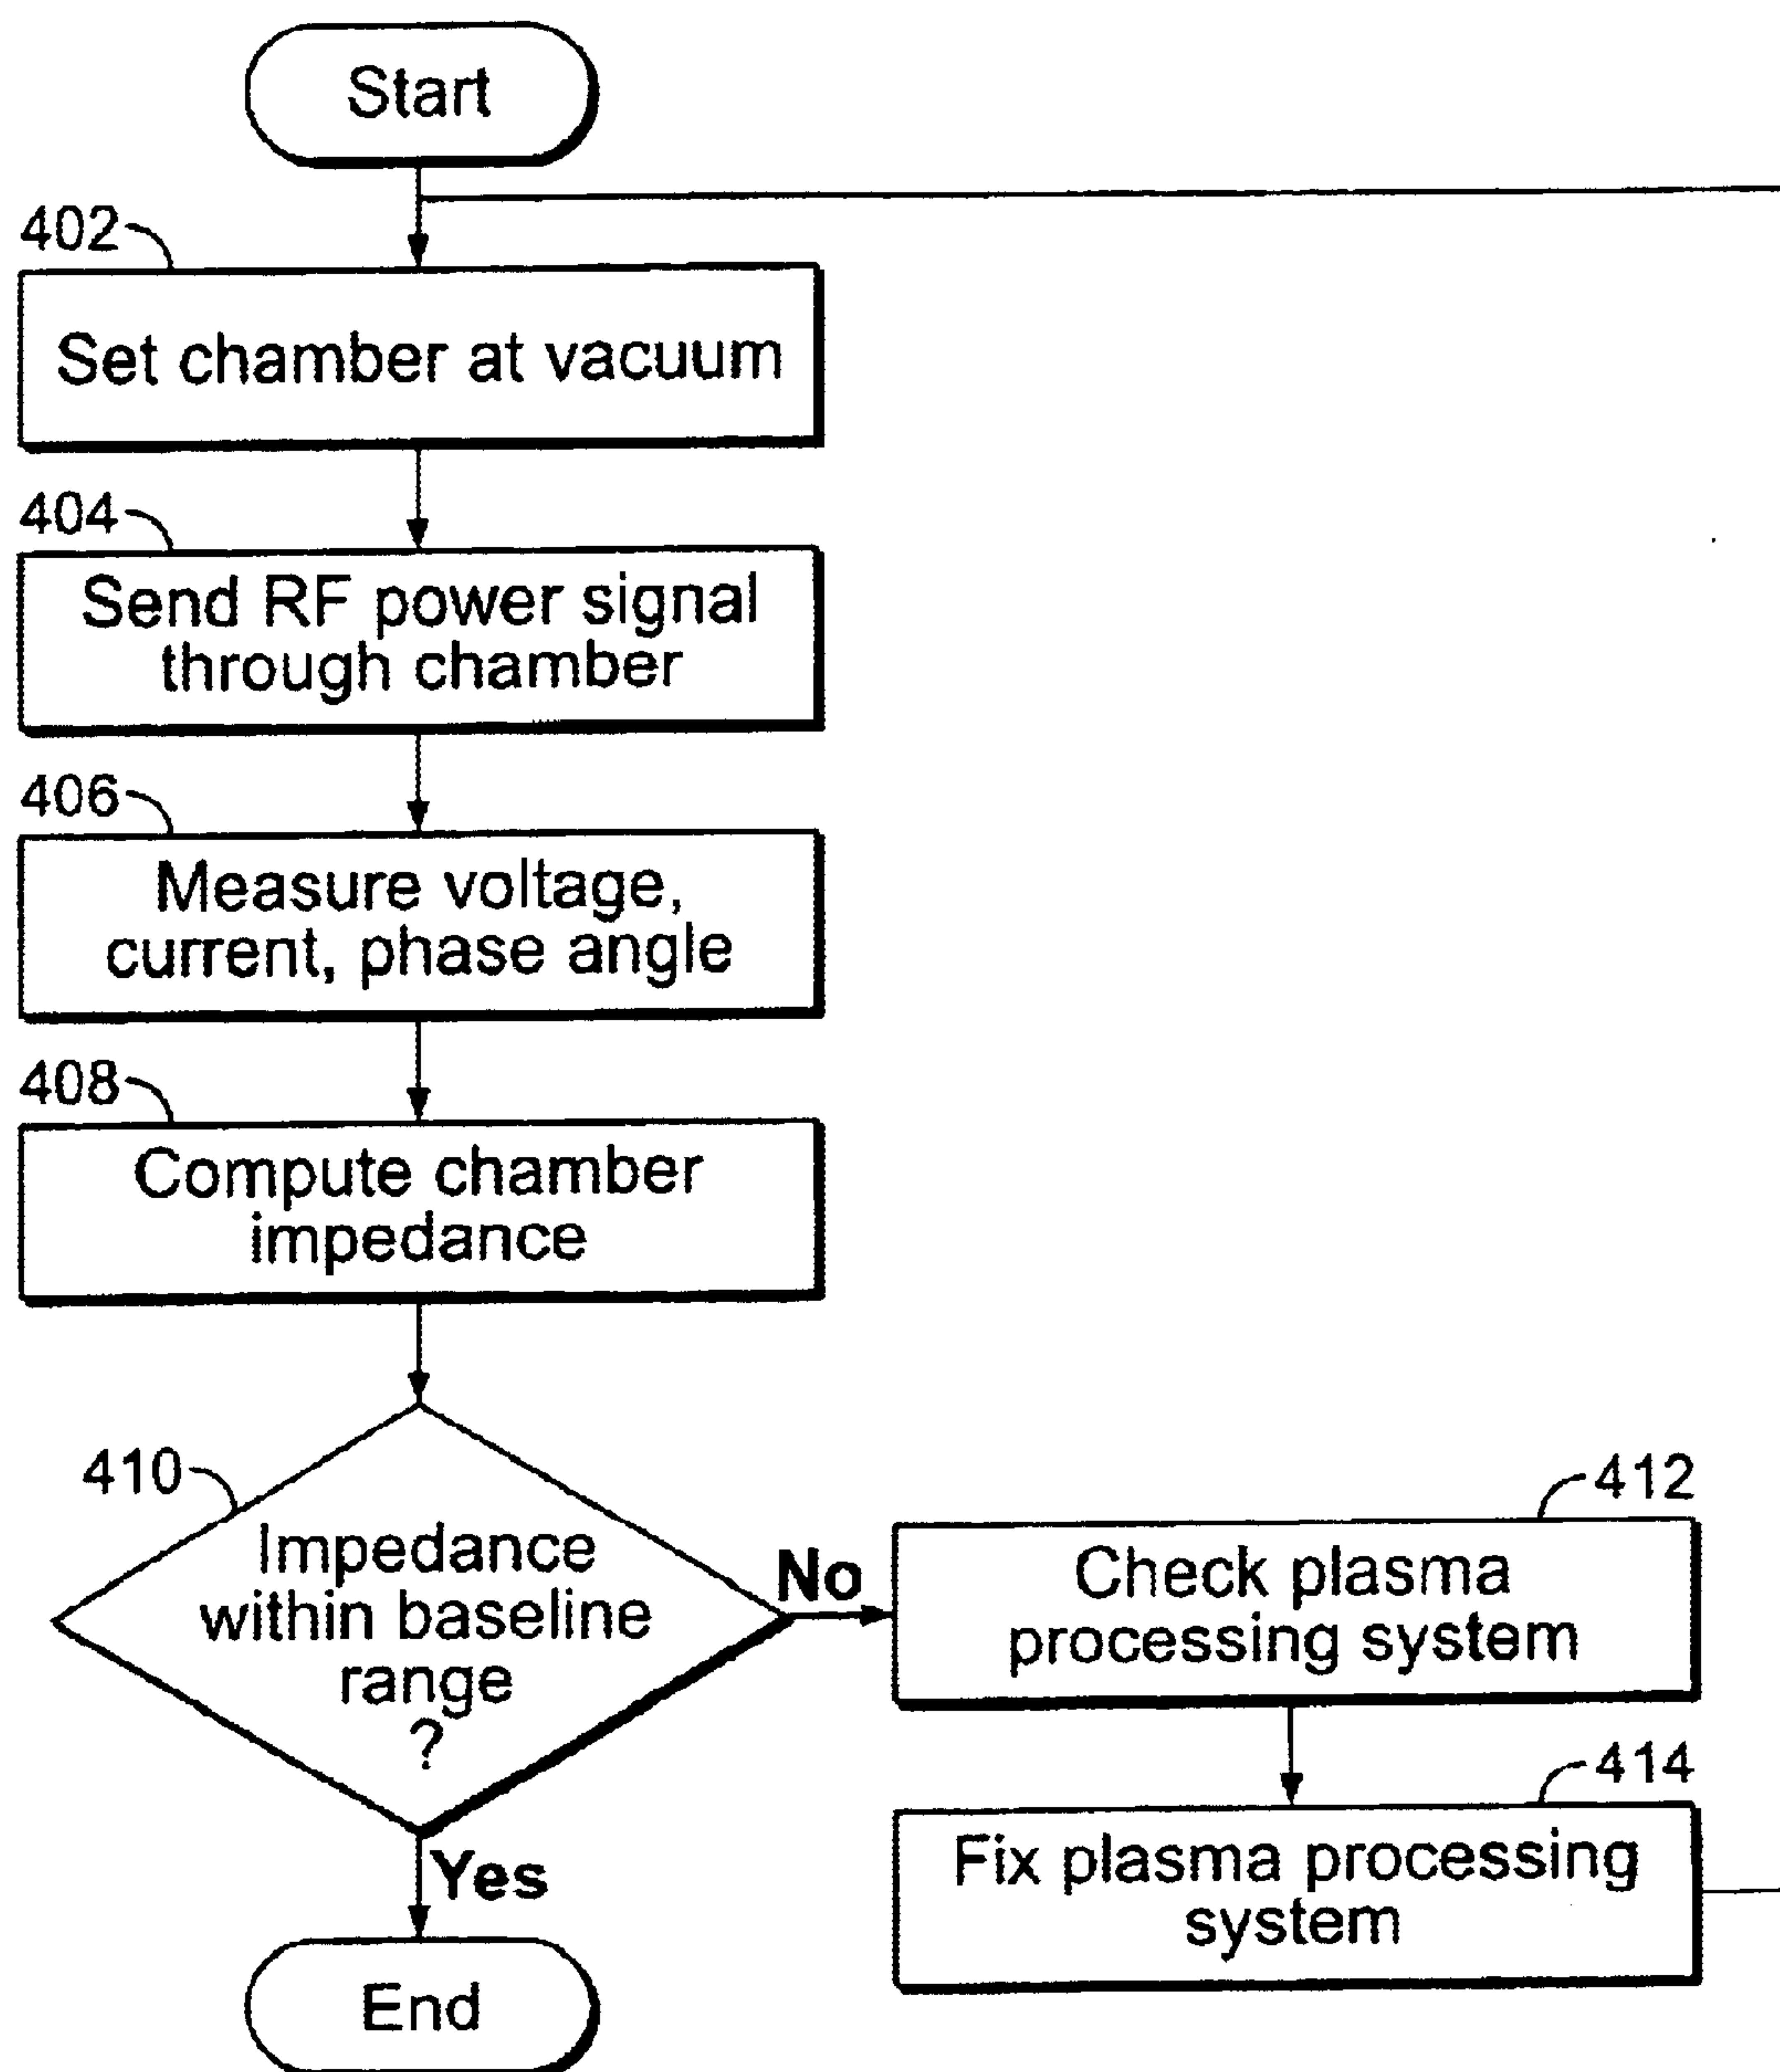 Start
402
Set chamber at vacuum
404
Send RF power signal
through chamber
406
Measure voltage,
current, phase angle
408
Compute chamber
impedance
410
Impedance
within baseline
range
?
No
412
Check plasma
processing system
414
Fix plasma processing
system
Yes
End